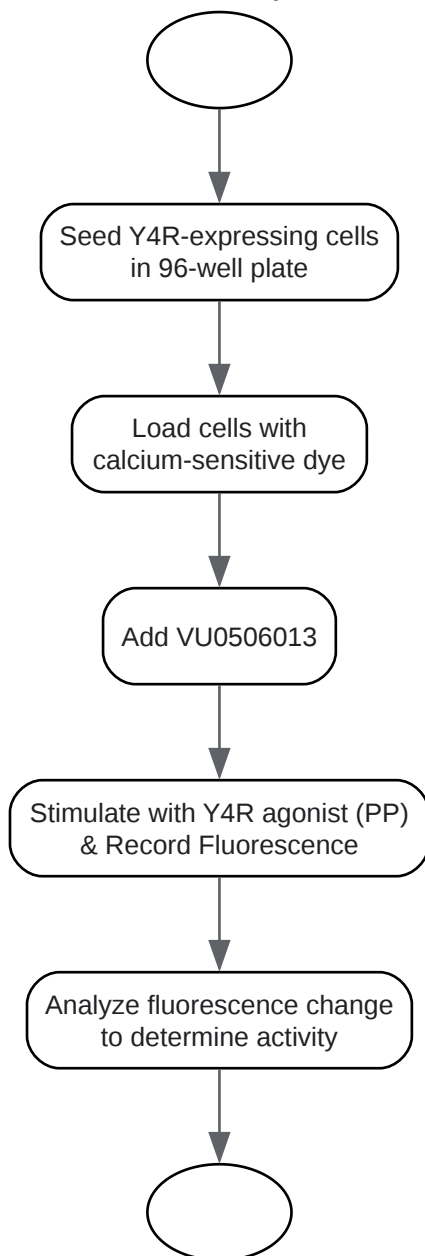 Seed Y4R-expressing cells
in 96-well plate
Load cells with
calcium-sensitive dye
Add VU0506013
Stimulate with Y4R agonist (PP)
& Record Fluorescence
Analyze fluorescence change
to determine activity